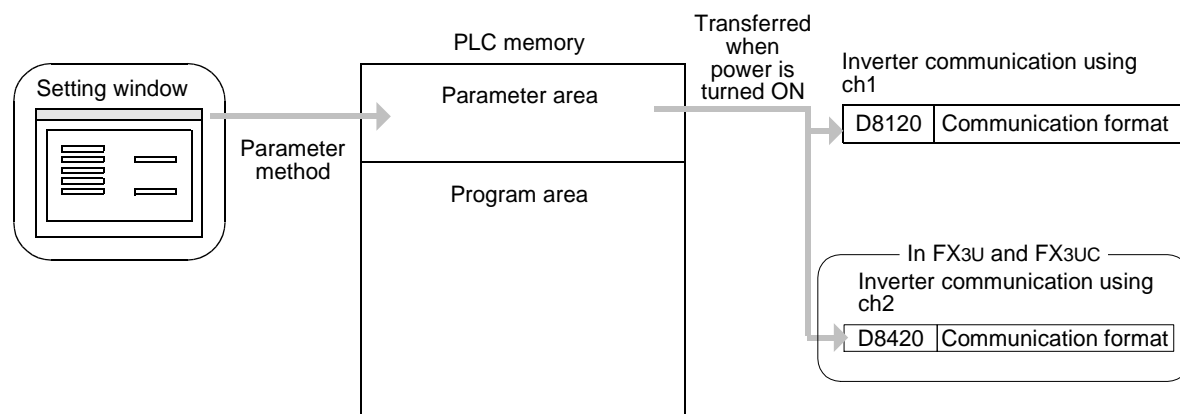 Setting window
Parameter
method
PLC memory
Parameter area
Program area
Transferred
when
power is
turned ON
Inverter communication using
ch1
D8120 Communication format
In FX3U and FX3UC
Inverter communication using
ch2
D8420 Communication format